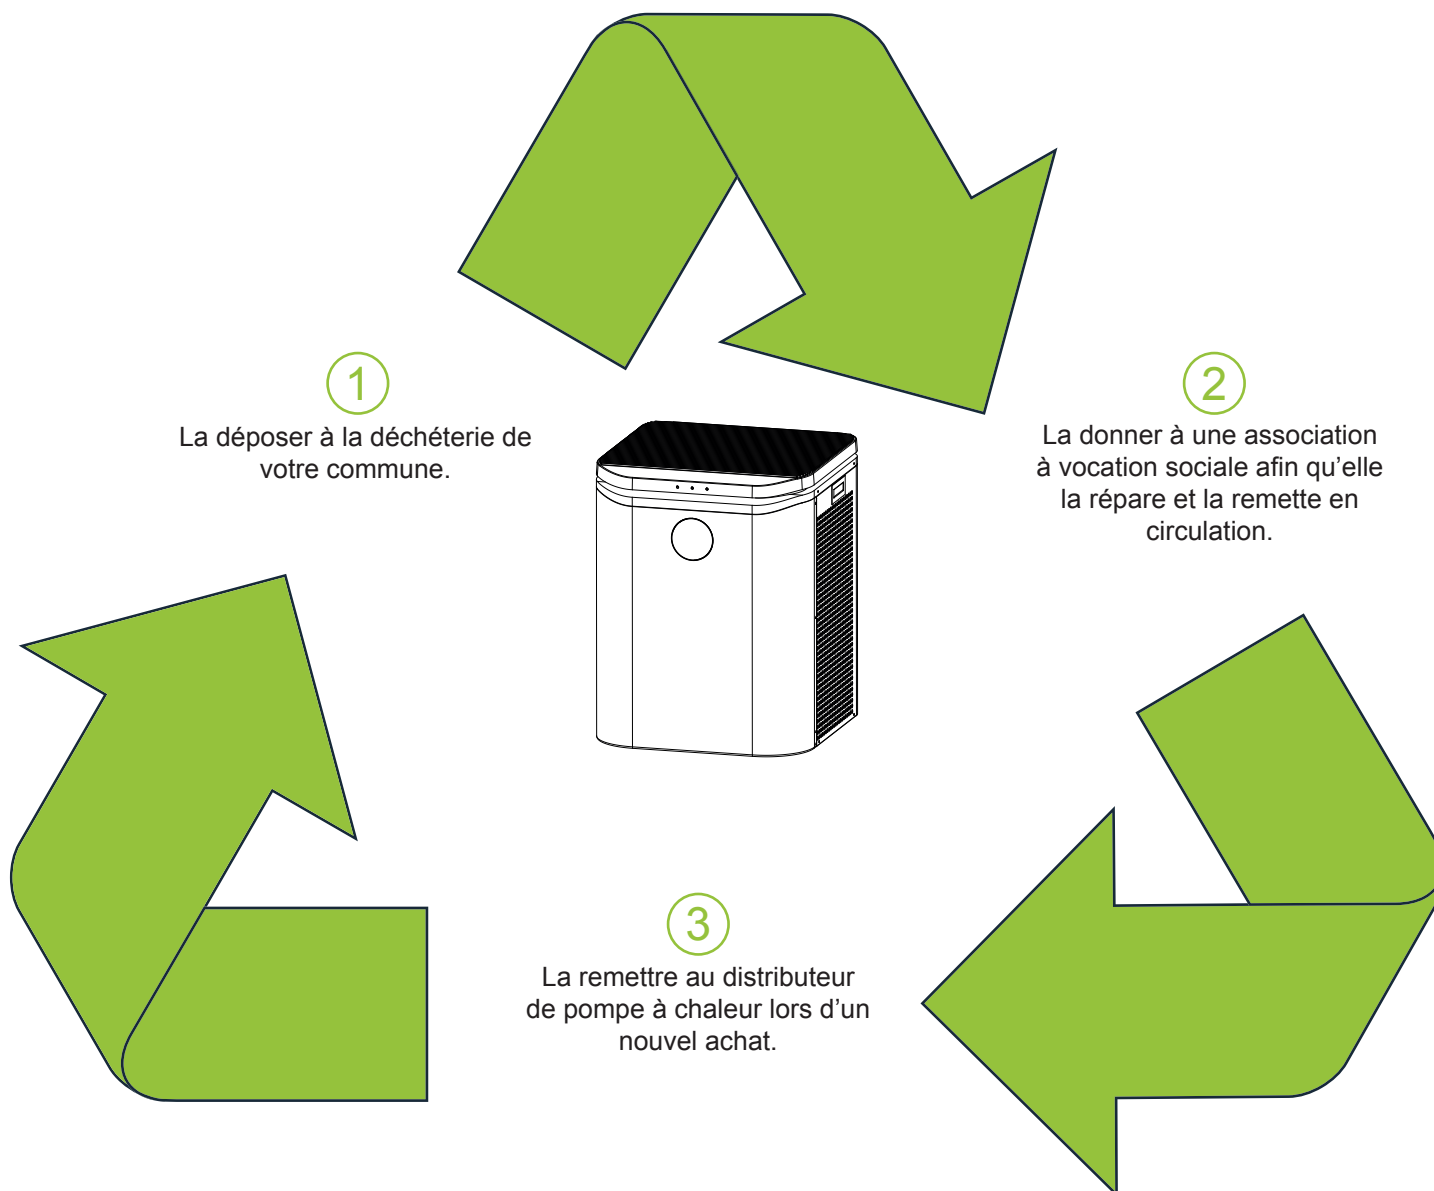 1
La déposer à la déchéterie de
votre commune.
2
La donner à une association
à vocation sociale afin qu’elle
la répare et la remette en
circulation.
3
La remettre au distributeur
de pompe à chaleur lors d’un
nouvel achat.